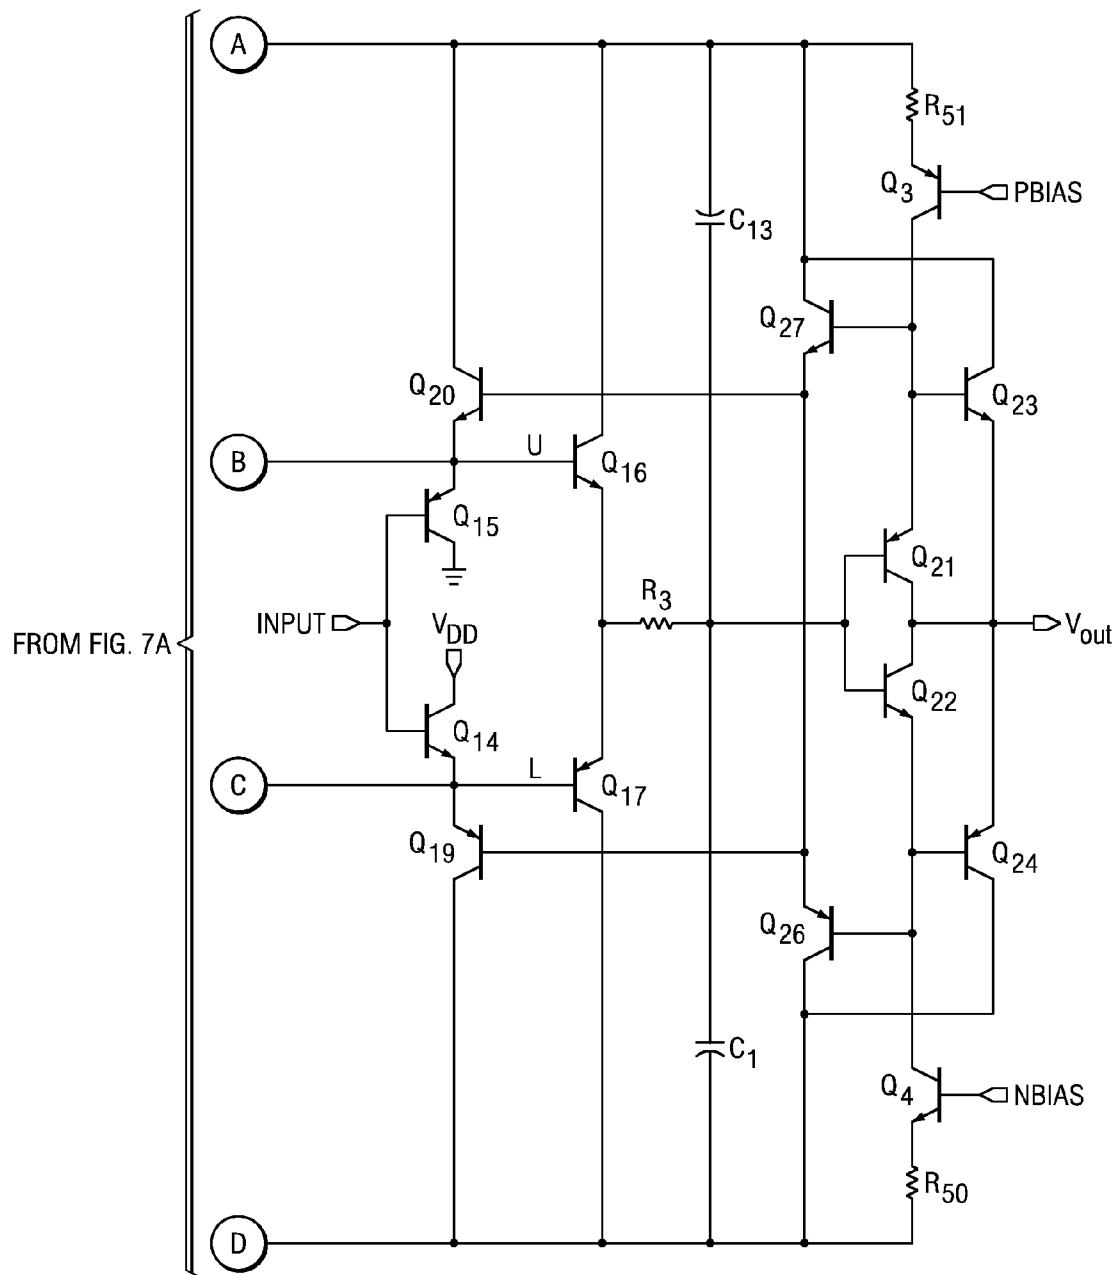 A
R51
Q3
PBIAS
C13
Q27
Q20
Q23
B
U
Q16
Q15
Q21
R3
INPUT
VDD
Vout
FROM FIG. 7A
Q22
Q14
C
L
Q17
Q19
Q24
Q26
C1
Q4
NBIAS
R50
D